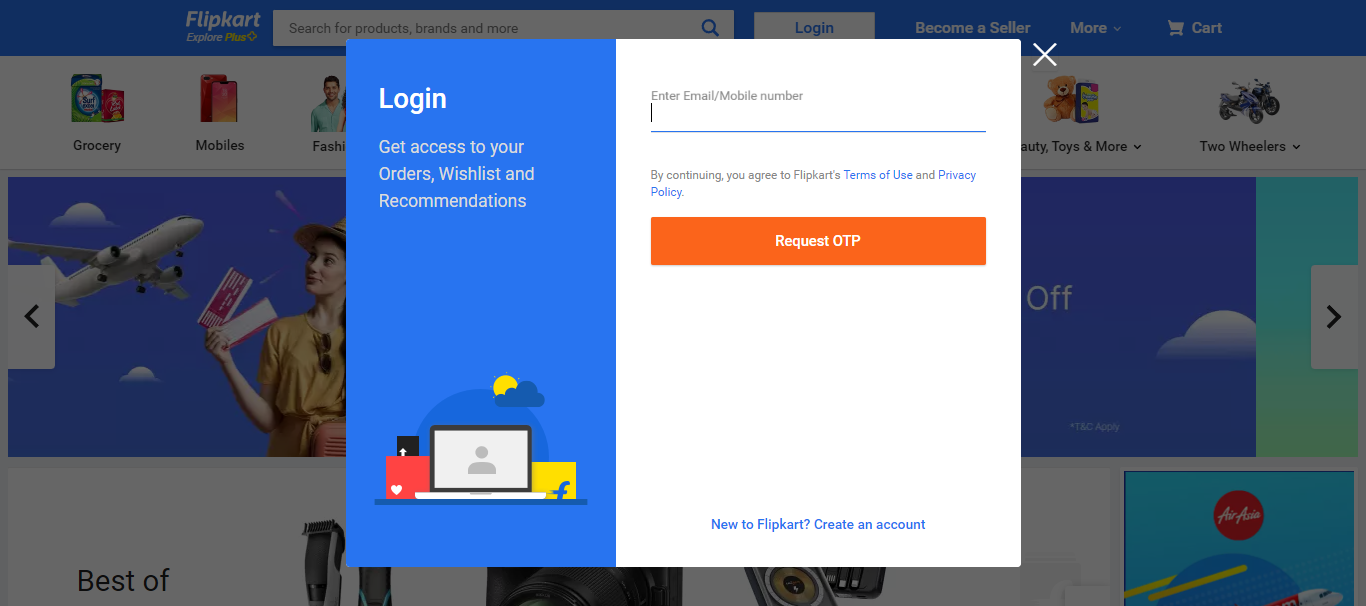 Flipkart
Explore Plus
Search for products, brands and more
Login
Become a Seller
More
Cart
Grocery
Mobiles
Fashi
auty, Toys & More
Two Wheelers
Login
Get access to your
Orders, Wishlist and
Recommendations
Enter Email/Mobile number
By continuing, you agree to Flipkart's Terms of Use and Privacy
Policy.
Request OTP
New to Flipkart? Create an account
Off
*T&C Apply
Best of
AirAsia